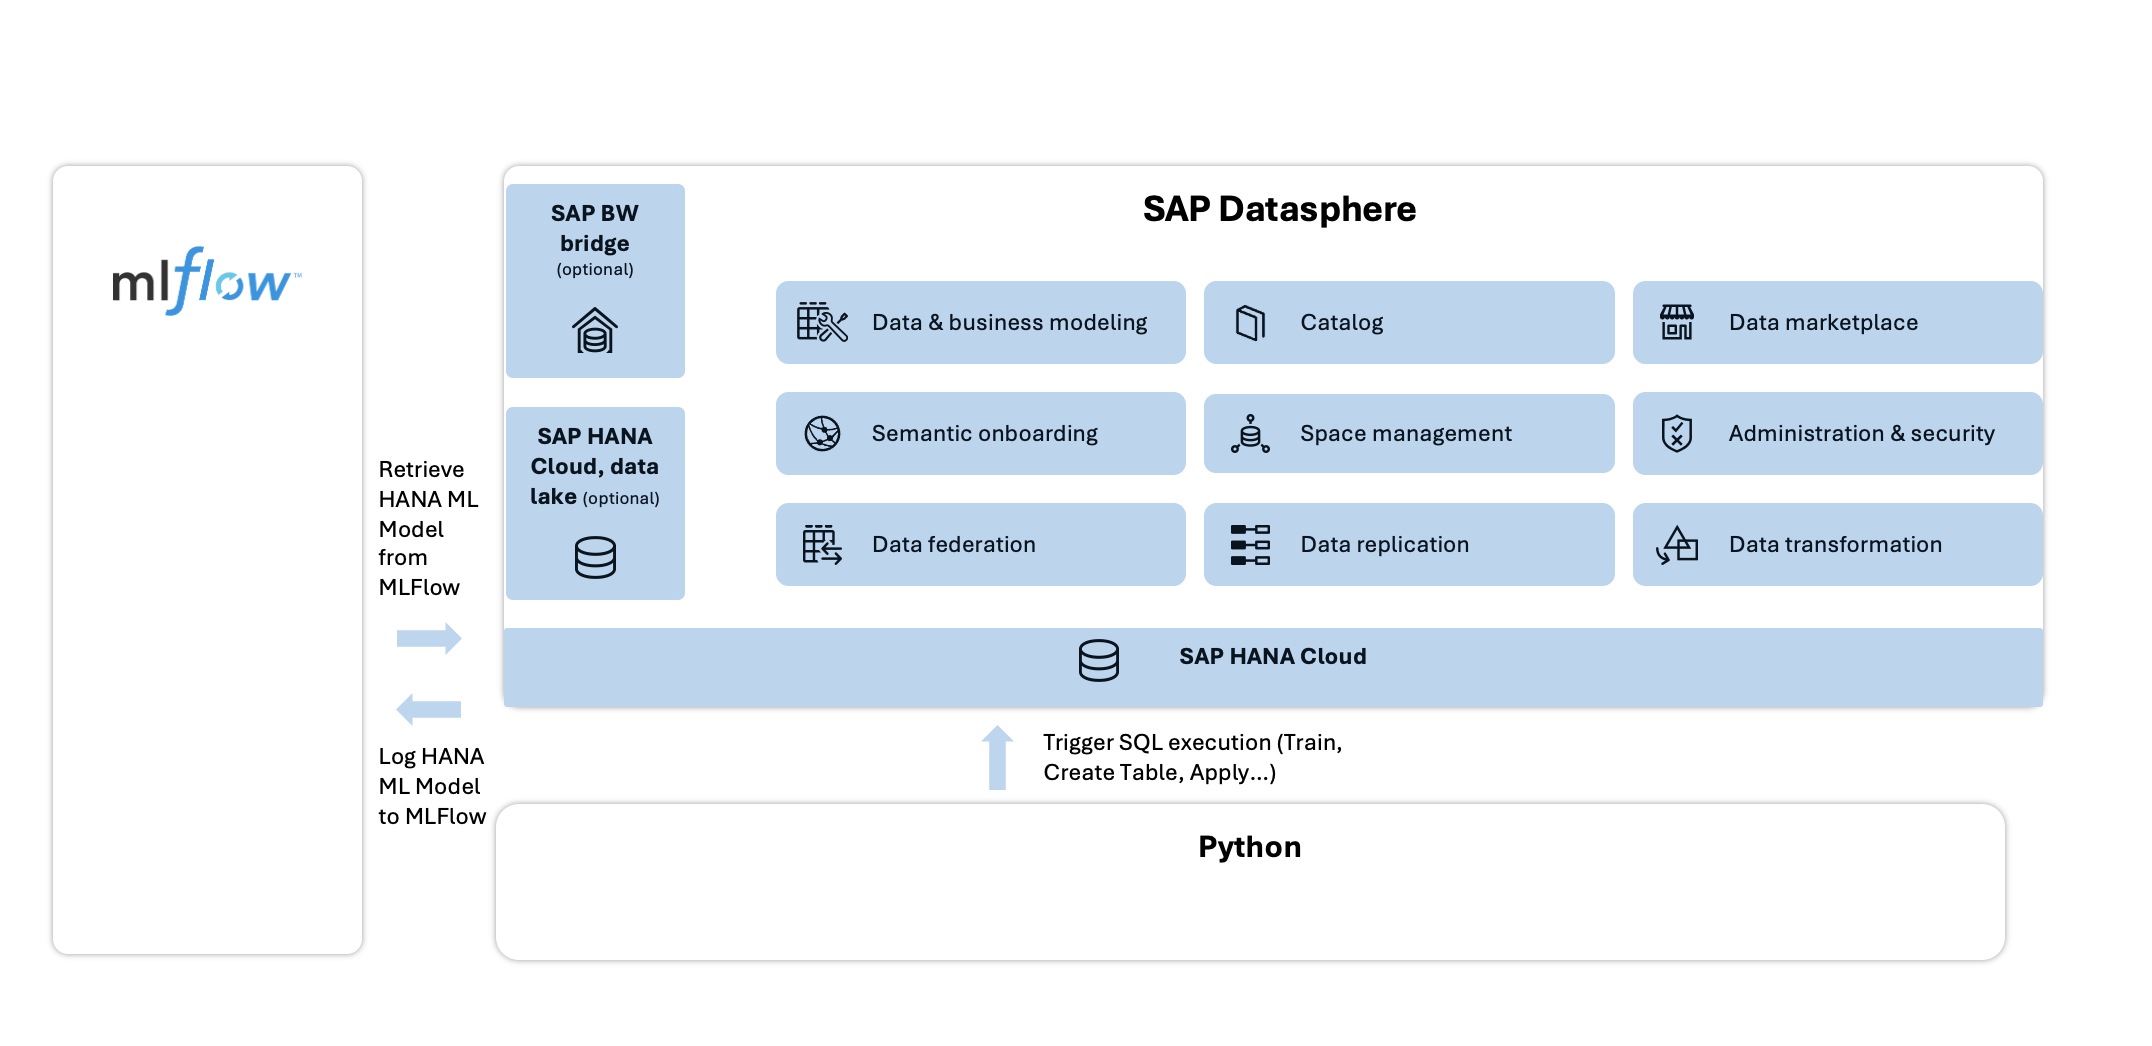 mlflow™
Retrieve
HANA ML
Model
from
MLFlow
Log HANA
ML Model
to MLFlow
SAP BW
bridge
(optional)
SAP HANA
Cloud, data
lake (optional)
SAP Datasphere
Data & business modeling
Catalog
Data marketplace
Semantic onboarding
Space management
Administration & security
Data federation
Data replication
Data transformation
SAP HANA Cloud
Trigger SQL execution (Train,
Create Table, Apply...)
Python